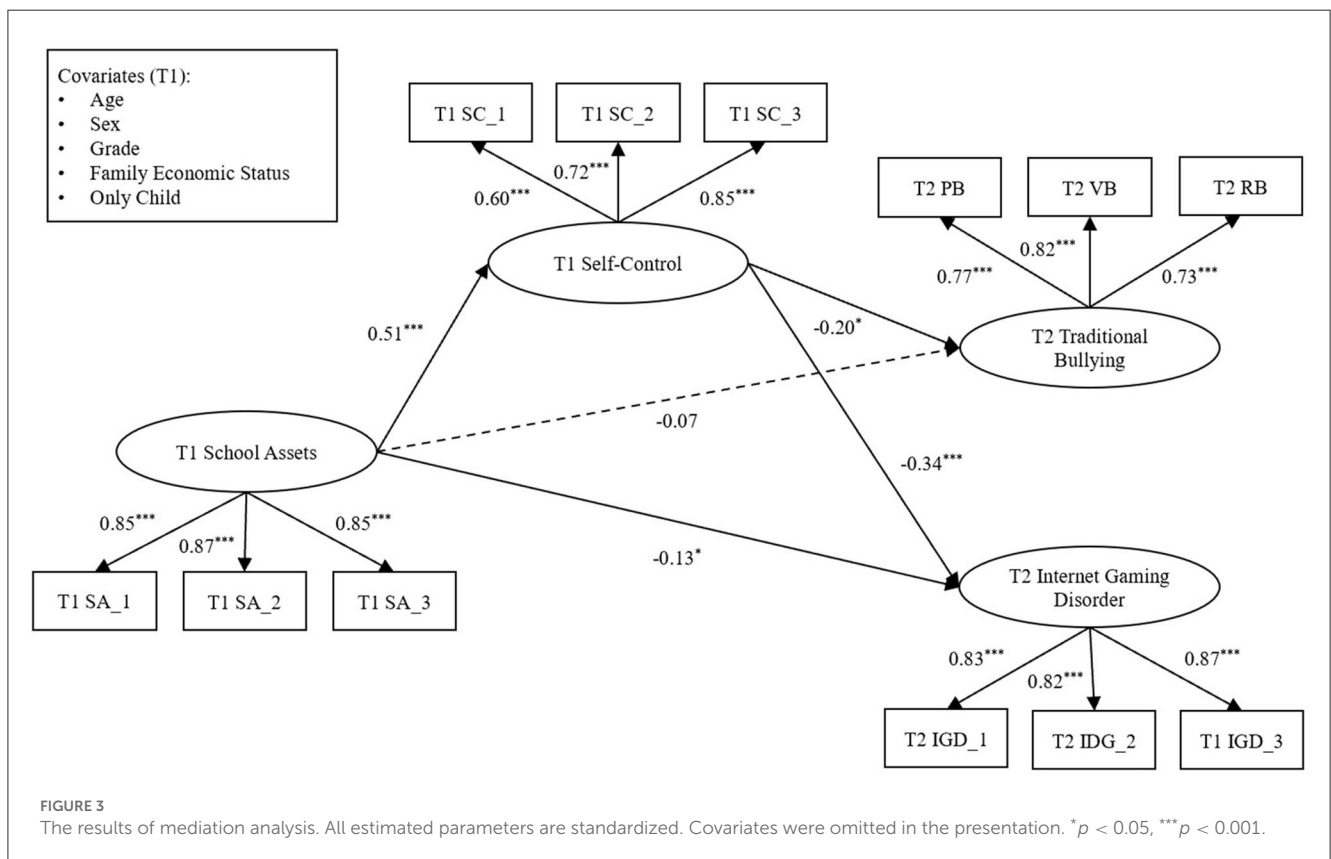 Covariates (T1):
• Age
• Sex
• Grade
• Family Economic Status
• Only Child
T1 SC_1
T1 SC_2
T1 SC_3
0.60***
0.72***
0.85***
T1 Self-Control
T2 PB
T2 VB
T2 RB
0.77***
0.82***
0.73***
T2 Traditional
Bullying
0.51***
-0.20*
-0.07
-0.34***
-0.13*
T1 School Assets
0.85***
0.87***
0.85***
T1 SA_1
T1 SA_2
T1 SA_3
T2 Internet Gaming
Disorder
0.83***
0.82***
0.87***
T2 IGD_1
T2 IDG_2
T1 IGD_3
FIGURE 3
The results of mediation analysis. All estimated parameters are standardized. Covariates were omitted in the presentation. *p < 0.05, ***p < 0.001.